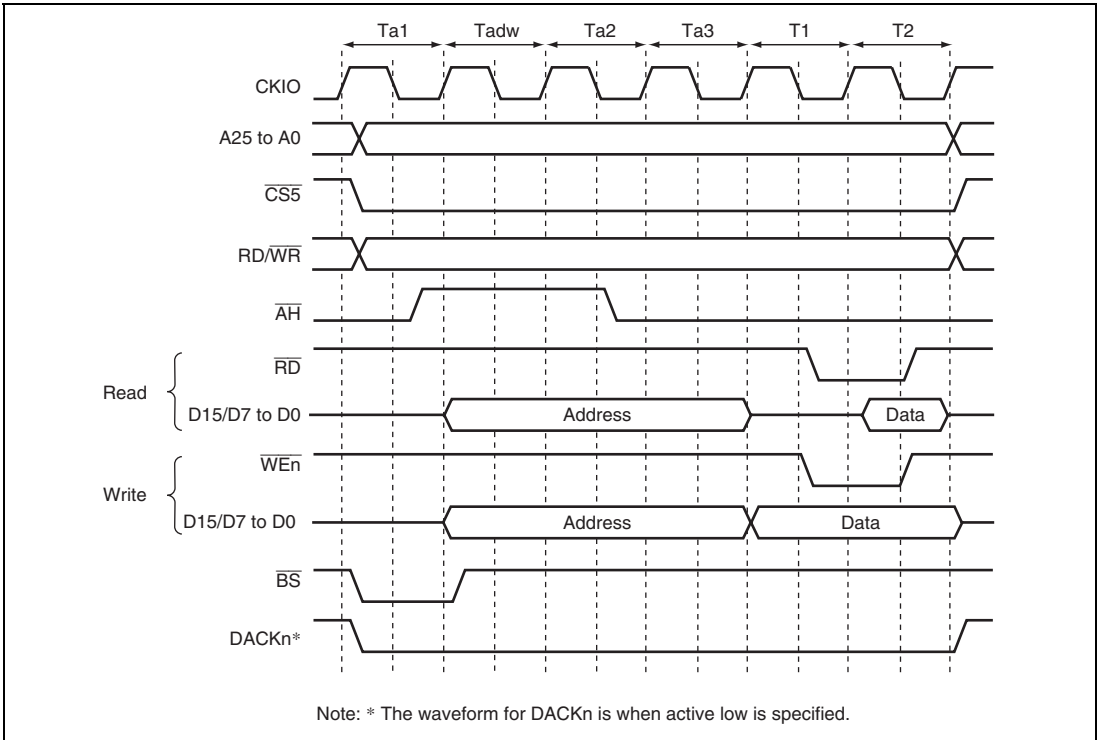 Ta1 Tadw Ta2 Ta3 T1 T2
CKIO
A25 to A0
CS5
RD/WR
AH
RD
Read
D15/D7 to D0 Address Data
WEn
Write
D15/D7 to D0 Address Data
BS
DACKn*
Note: * The waveform for DACKn is when active low is specified.